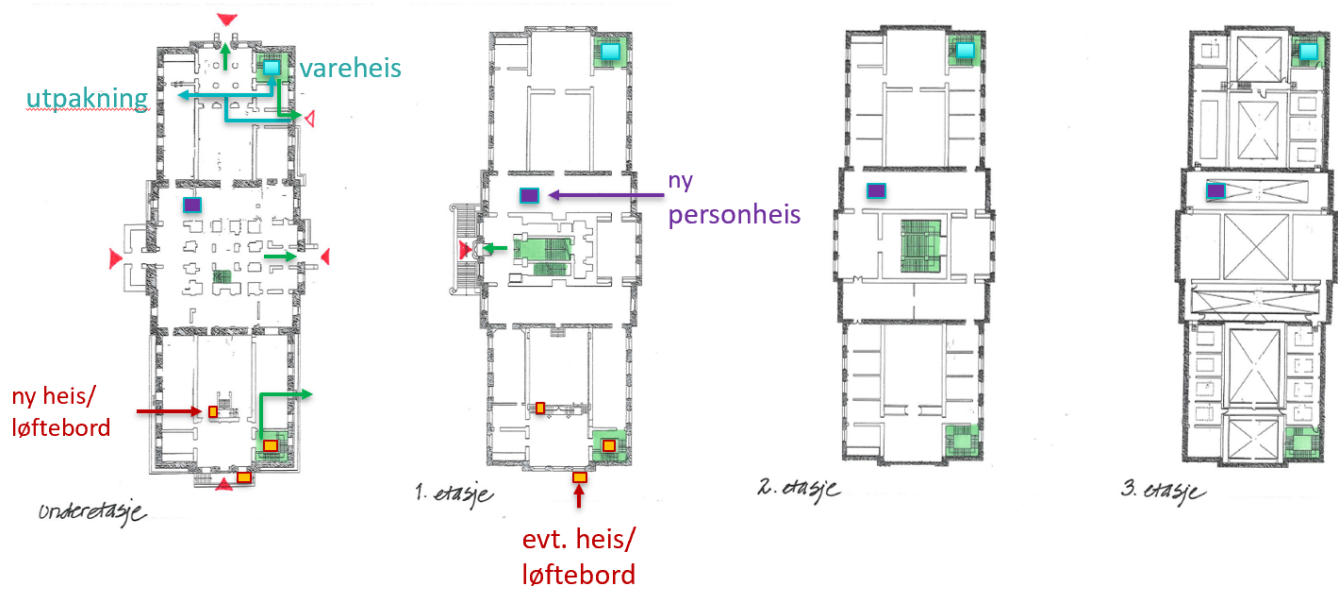 vareheis
utpakning
ny
personheis
ny heis/
løftebord
underetasje
1. etasje
2. etasje
3. etasje
evt. heis/
løftebord